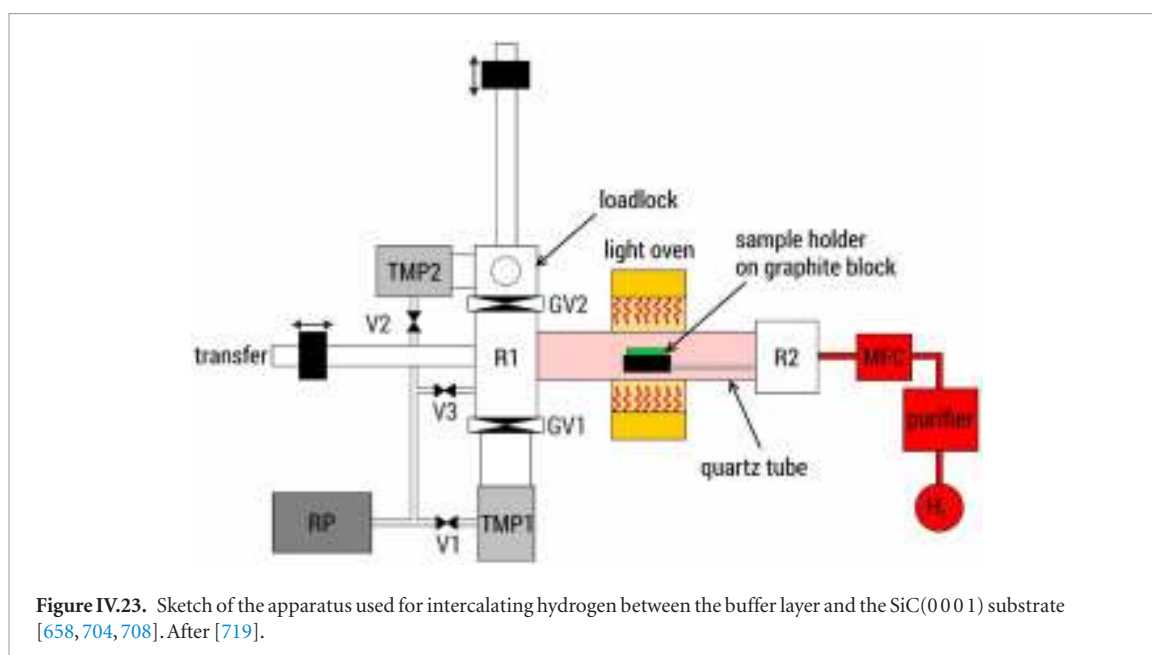 loadlock
light oven
sample holder
on graphite block
TMP2
GV2
V2
transfer
R1
R2
MFC
V3
GV1
purifier
quartz tube
RP
V1
TMP1
H₂
Figure IV.23. Sketch of the apparatus used for intercalating hydrogen between the buffer layer and the SiC(0 0 0 1) substrate
[658, 704, 708]. After [719].